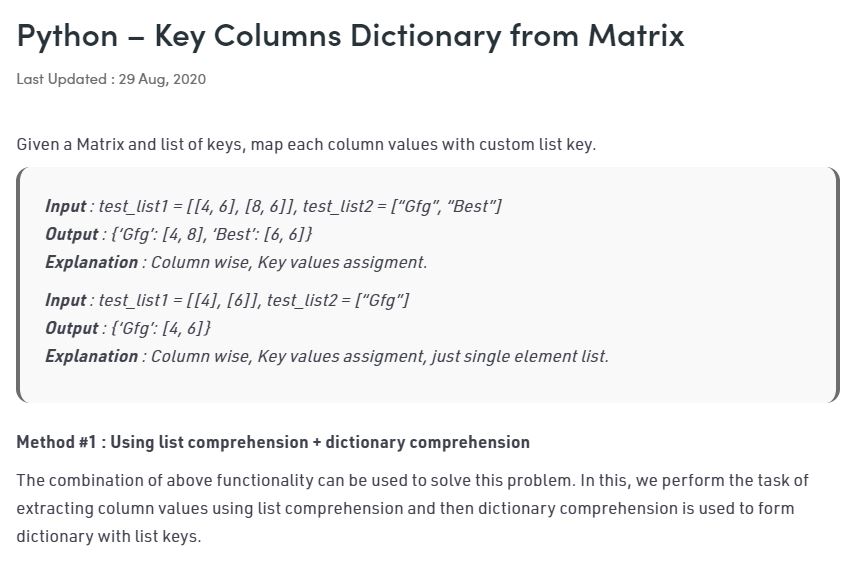 Python – Key Columns Dictionary from Matrix
Last Updated : 29 Aug, 2020
Given a Matrix and list of keys, map each column values with custom list key.
Input : test_list1 = [[4, 6], [8, 6]], test_list2 = [“Gfg”, “Best”]
Output : {‘Gfg’: [4, 8], ‘Best’: [6, 6]}
Explanation : Column wise, Key values assigment.
Input : test_list1 = [[4], [6]], test_list2 = [“Gfg”]
Output : {‘Gfg’: [4, 6]}
Explanation : Column wise, Key values assigment, just single element list.
Method #1 : Using list comprehension + dictionary comprehension
The combination of above functionality can be used to solve this problem. In this, we perform the task of
extracting column values using list comprehension and then dictionary comprehension is used to form
dictionary with list keys.